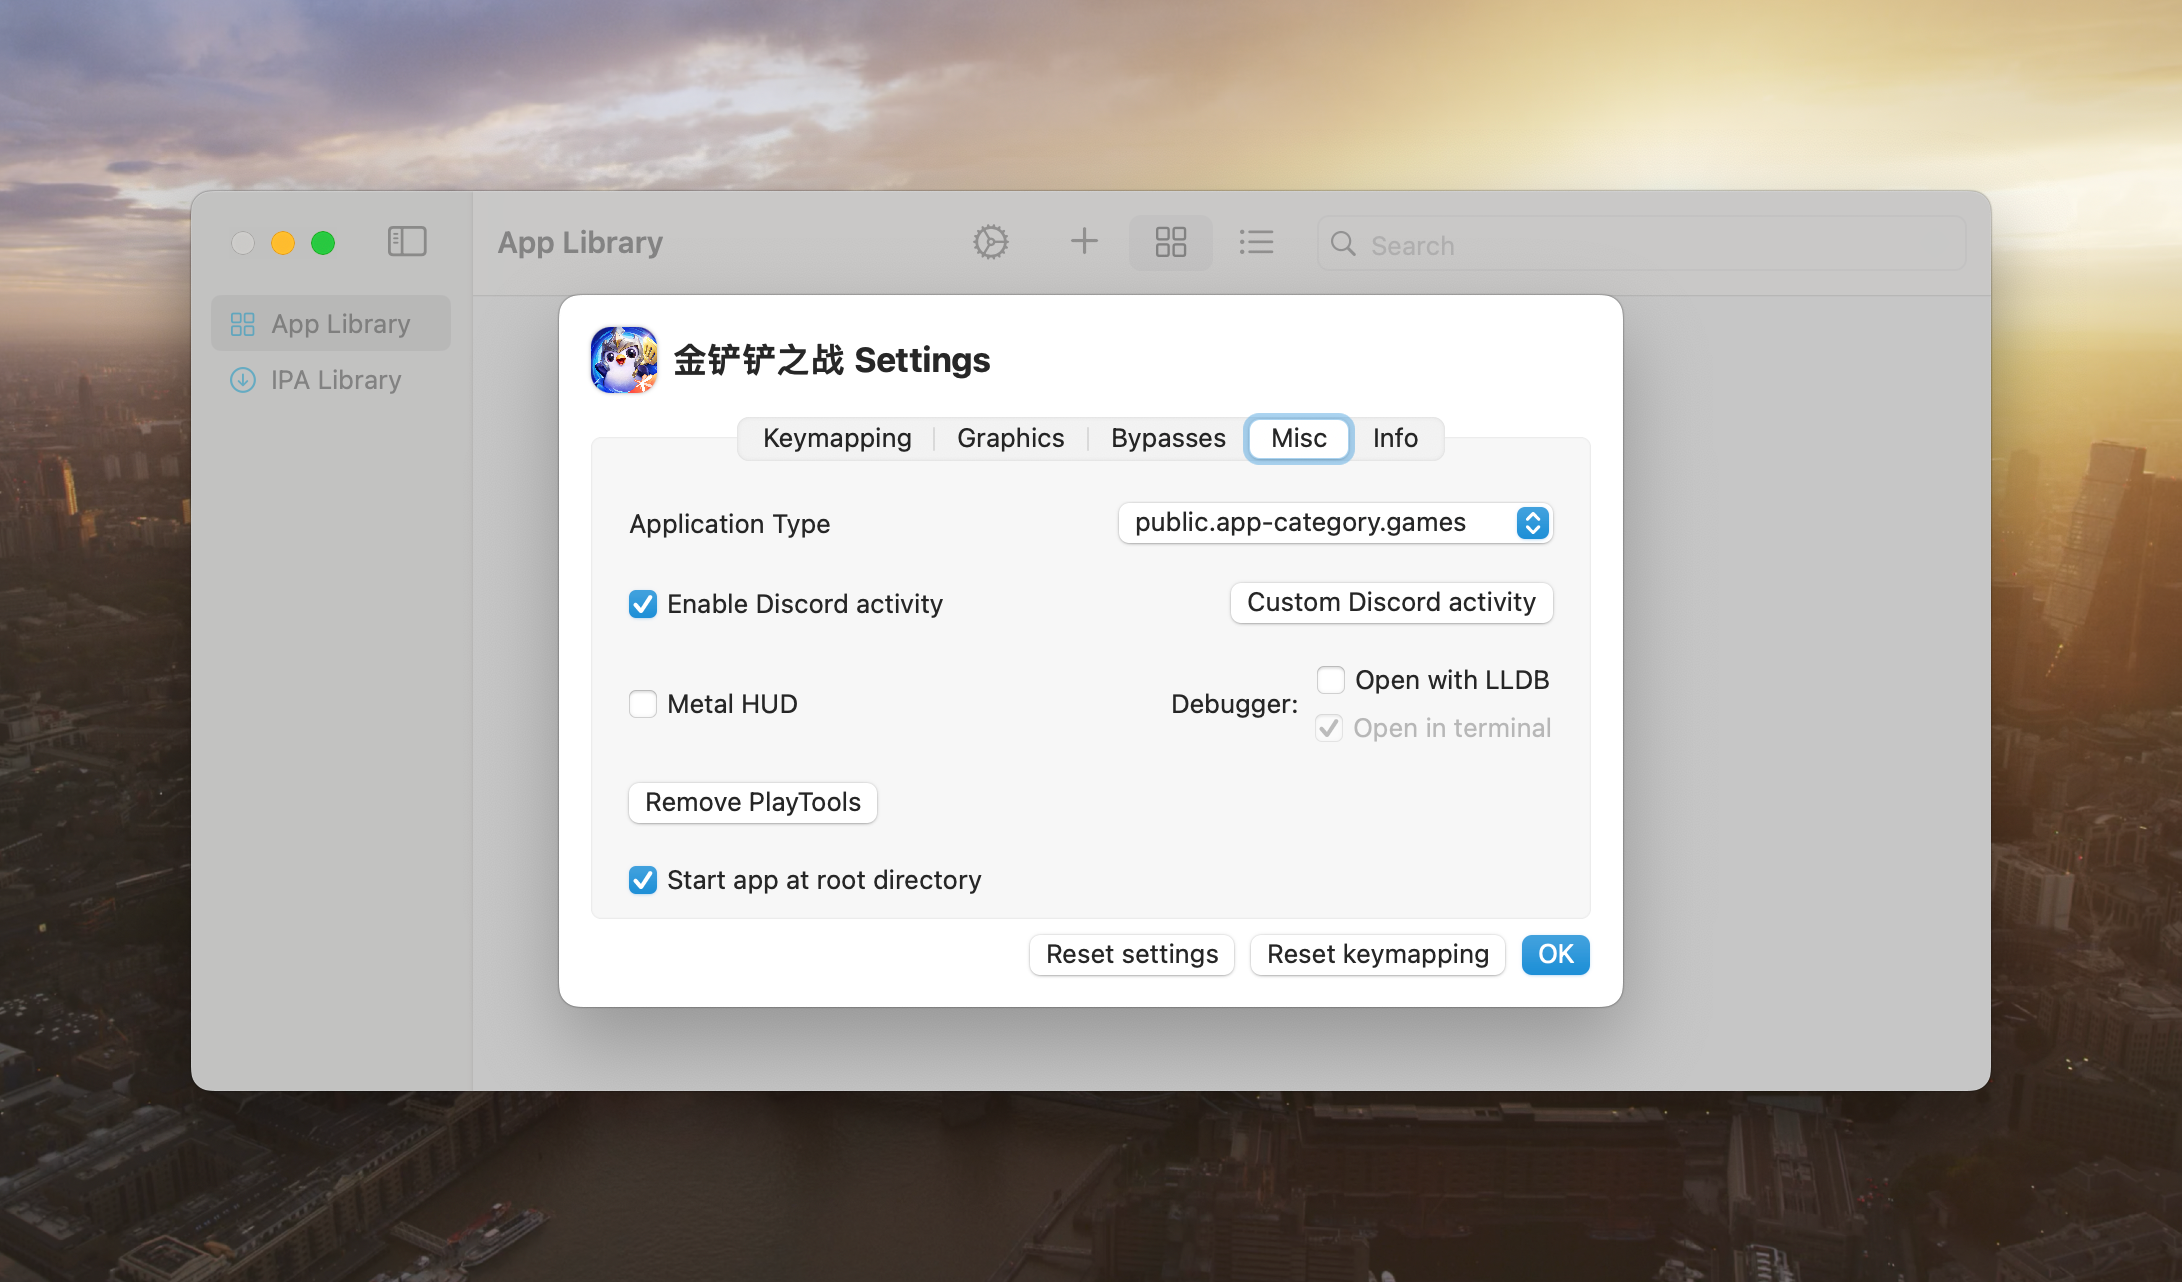 App Library
Search
App Library
IPA Library
金铲铲之战 Settings
Keymapping
Graphics
Bypasses
Misc
Info
Application Type
public.app-category.games
Enable Discord activity
Custom Discord activity
Metal HUD
Debugger:
Open with LLDB
Open in terminal
Remove PlayTools
Start app at root directory
Reset settings
Reset keymapping
OK